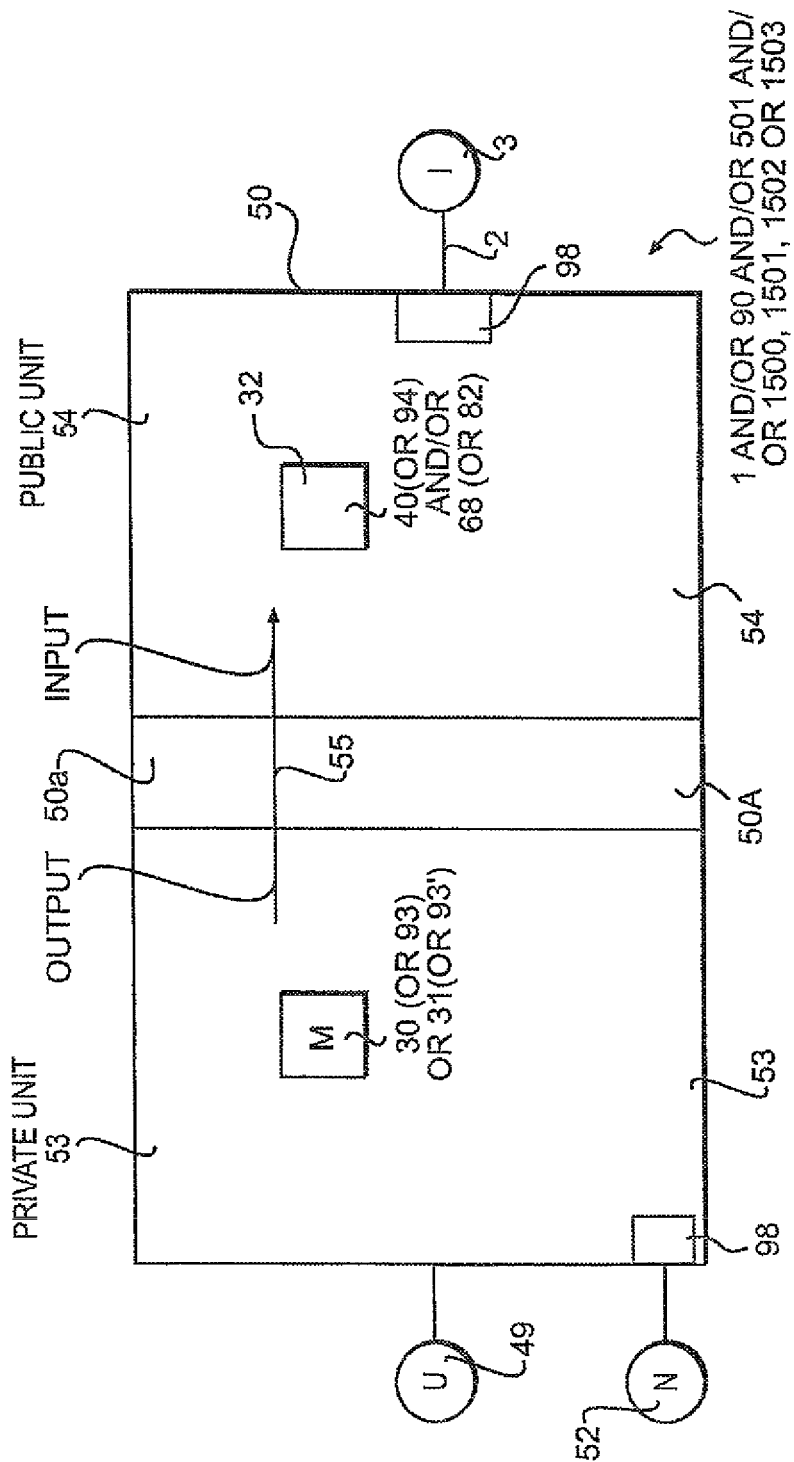 PRIVATE UNIT
53
OUTPUT
50a
INPUT
PUBLIC UNIT
54
50
M
30 (OR 93)
OR 31(OR 93')
55
32
40(OR 94)
AND/OR
68 (OR 82)
U
49
N
52
98
53
50A
54
98
2
I
3
1 AND/OR 90 AND/OR 501 AND/
OR 1500, 1501, 1502 OR 1503